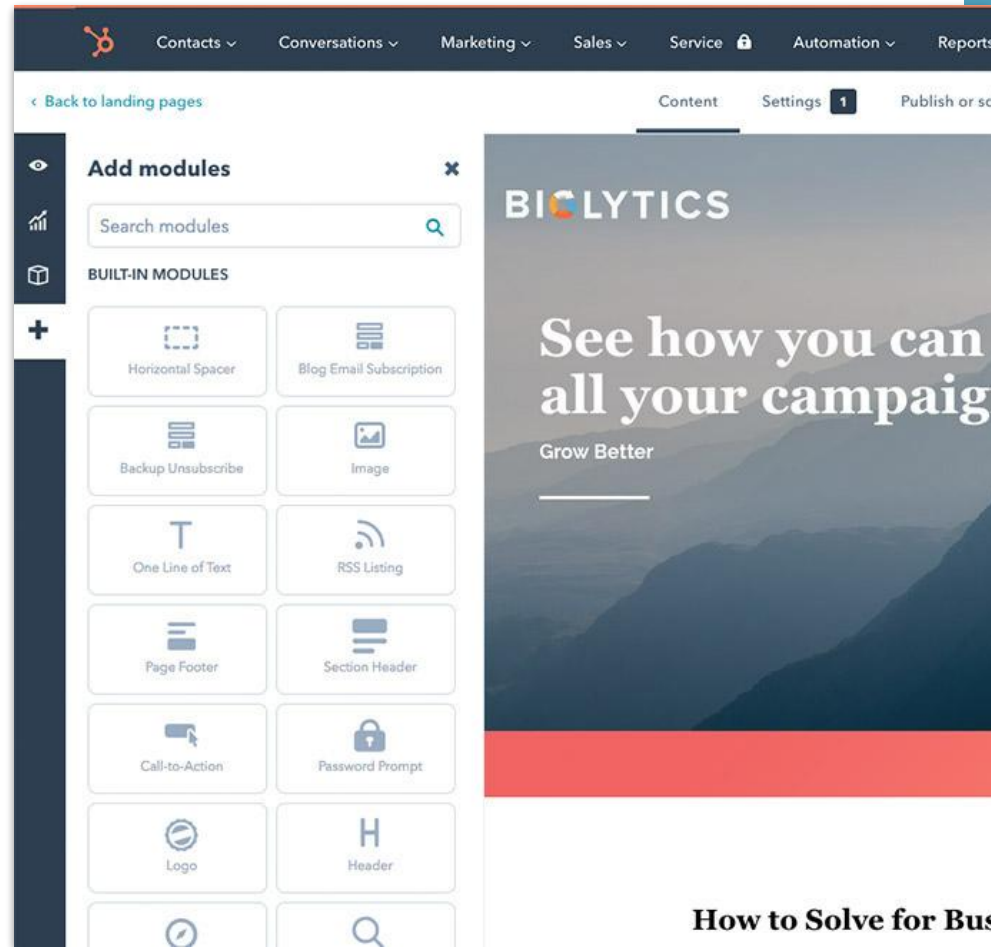 Contacts Conversations Marketing Sales Service Automation Reports
Back to landing pages
Content Settings 1 Publish or sc
Add modules
Search modules
BUILT-IN MODULES
Horizontal Spacer
Blog Email Subscription
Backup Unsubscribe
Image
One Line of Text
RSS Listing
Page Footer
Section Header
Call-to-Action
Password Prompt
Logo
Header
BIGLYTICS
See how you can
all your campaig
Grow Better
How to Solve for Bus